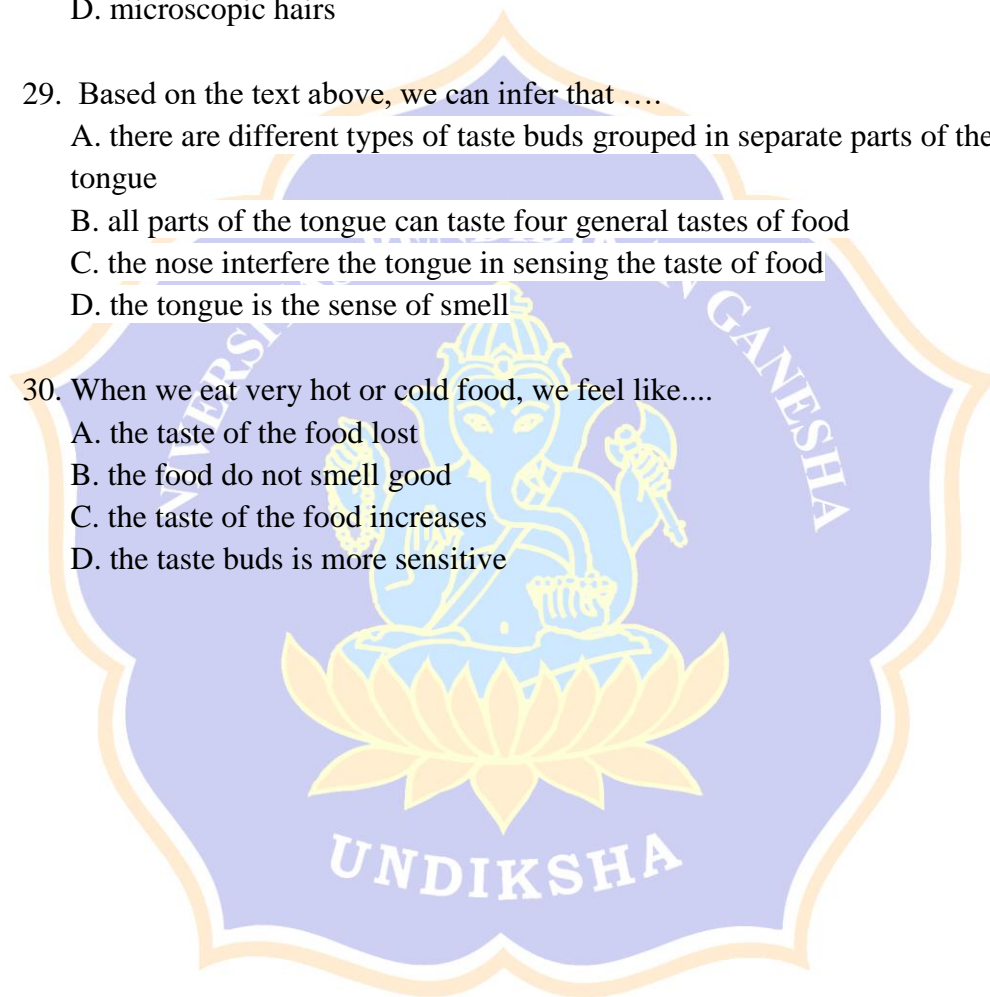 D. microscopic hairs
29. Based on the text above, we can infer that ….
A. there are different types of taste buds grouped in separate parts of the
tongue
B. all parts of the tongue can taste four general tastes of food
C. the nose interfere the tongue in sensing the taste of food
D. the tongue is the sense of smell
30. When we eat very hot or cold food, we feel like....
A. the taste of the food lost
B. the food do not smell good
C. the taste of the food increases
D. the taste buds is more sensitive
GANESHA
UNDIKSHA